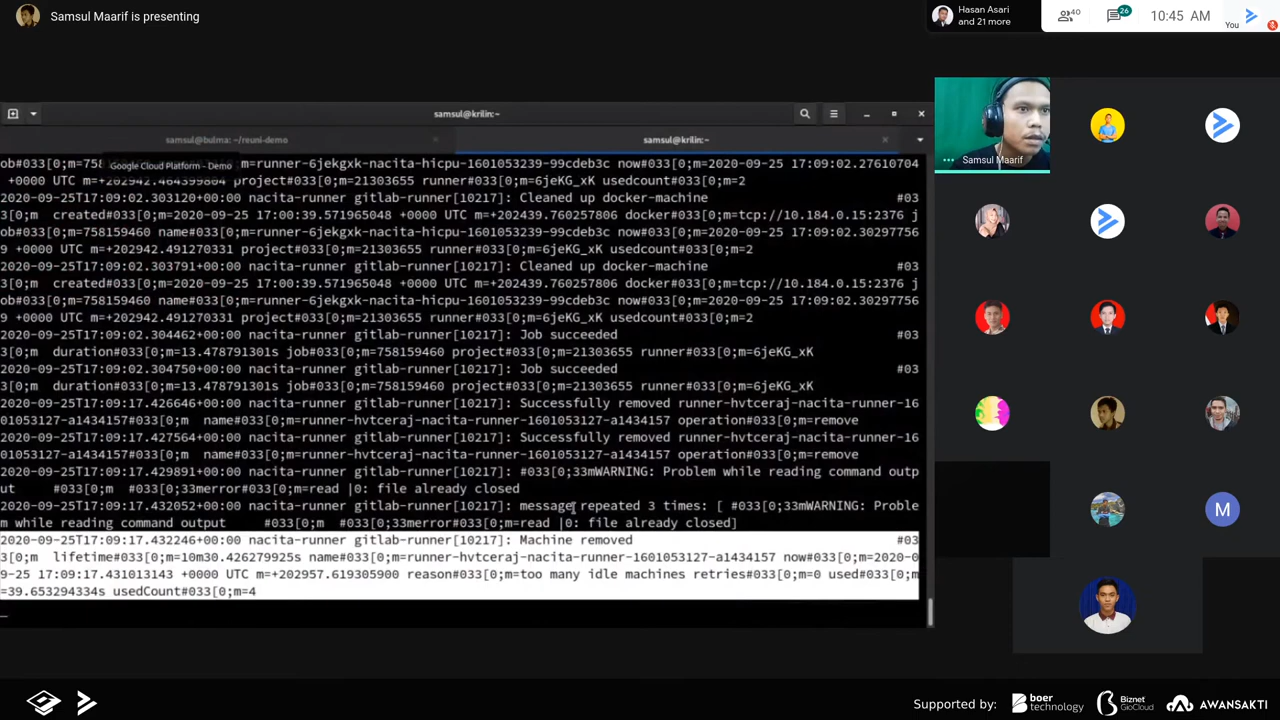 Samsul Maarif is presenting
Hasan Asari
and 21 more
40
26
10:45 AM
You
samsul@krilin:~
samsul@bulma: ~/reuni-demo
samsul@krilin:~
Google Cloud Platform - Demo
ob#033[0;m=758 m=runner-6jekgxk-nacita-hicpu-1601053239-99cdeb3c now#033[0;m=2020-09-25 17:09:02.27610704
+0000 UTC m=+202942.464399804 project#033[0;m=21303655 runner#033[0;m=6jeKG_xK usedcount#033[0;m=2
2020-09-25T17:09:02.303120+00:00 nacita-runner gitlab-runner[10217]: Cleaned up docker-machine #03
3[0;m created#033[0;m=2020-09-25 17:00:39.571965048 +0000 UTC m=+202439.760257806 docker#033[0;m=tcp://10.184.0.15:2376 j
ob#033[0;m=758159460 name#033[0;m=runner-6jekgxk-nacita-hicpu-1601053239-99cdeb3c now#033[0;m=2020-09-25 17:09:02.30297756
9 +0000 UTC m=+202942.491270331 project#033[0;m=21303655 runner#033[0;m=6jeKG_xK usedcount#033[0;m=2
2020-09-25T17:09:02.303791+00:00 nacita-runner gitlab-runner[10217]: Cleaned up docker-machine #03
3[0;m created#033[0;m=2020-09-25 17:00:39.571965048 +0000 UTC m=+202439.760257806 docker#033[0;m=tcp://10.184.0.15:2376 j
ob#033[0;m=758159460 name#033[0;m=runner-6jekgxk-nacita-hicpu-1601053239-99cdeb3c now#033[0;m=2020-09-25 17:09:02.30297756
9 +0000 UTC m=+202942.491270331 project#033[0;m=21303655 runner#033[0;m=6jeKG_xK usedcount#033[0;m=2
2020-09-25T17:09:02.304462+00:00 nacita-runner gitlab-runner[10217]: Job succeeded #03
3[0;m duration#033[0;m=13.478791301s job#033[0;m=758159460 project#033[0;m=21303655 runner#033[0;m=6jeKG_xK
2020-09-25T17:09:02.304750+00:00 nacita-runner gitlab-runner[10217]: Job succeeded #03
3[0;m duration#033[0;m=13.478791301s job#033[0;m=758159460 project#033[0;m=21303655 runner#033[0;m=6jeKG_xK
2020-09-25T17:09:17.426646+00:00 nacita-runner gitlab-runner[10217]: Successfully removed runner-hvtceraj-nacita-runner-16
01053127-a1434157#033[0;m name#033[0;m=runner-hvtceraj-nacita-runner-1601053127-a1434157 operation#033[0;m=remove
2020-09-25T17:09:17.427564+00:00 nacita-runner gitlab-runner[10217]: Successfully removed runner-hvtceraj-nacita-runner-16
01053127-a1434157#033[0;m name#033[0;m=runner-hvtceraj-nacita-runner-1601053127-a1434157 operation#033[0;m=remove
2020-09-25T17:09:17.429891+00:00 nacita-runner gitlab-runner[10217]: #033[0;33mWARNING: Problem while reading command outp
ut #033[0;m #033[0;33merror#033[0;m=read |0: file already closed
2020-09-25T17:09:17.432052+00:00 nacita-runner gitlab-runner[10217]: message repeated 3 times: [ #033[0;33mWARNING: Proble
m while reading command output #033[0;m #033[0;33merror#033[0;m=read |0: file already closed]
2020-09-25T17:09:17.432246+00:00 nacita-runner gitlab-runner[10217]: Machine removed #03
3[0;m lifetime#033[0;m=10m30.426279925s name#033[0;m=runner-hvtceraj-nacita-runner-1601053127-a1434157 now#033[0;m=2020-0
9-25 17:09:17.431013143 +0000 UTC m=+202957.619305900 reason#033[0;m=too many idle machines retries#033[0;m=0 used#033[0;m
=39.653294334s usedCount#033[0;m=4
Samsul Maarif
M
Supported by:
boer
technology
Biznet
GioCloud
AWANSAKTI